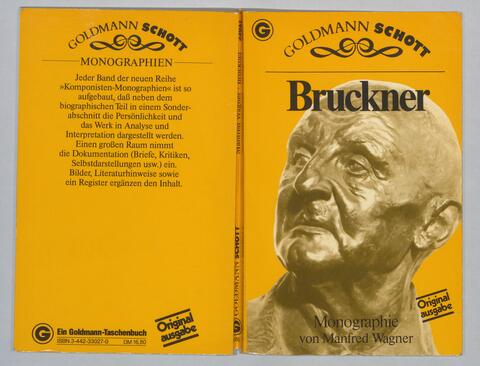 GOLDMANN SCHOTT
MONOGRAPHIEN
Jeder Band der neuen Reihe
»Komponisten-Monographien« ist so
aufgebaut, daß neben dem
biographischen Teil in einem Sonder-
abschnitt die Persönlichkeit und
das Werk in Analyse und
Interpretation dargestellt werden.
Einen großen Raum nimmt
die Dokumentation (Briefe, Kritiken,
Selbstdarstellungen usw.) ein.
Bilder, Literaturhinweise sowie
ein Register ergänzen den Inhalt.
Original
ausgabe
G
Ein Goldmann-Taschenbuch
ISBN 3-442-33027-9 DM 16,80
GOLDMANN SCHOTT
G
GOLDMANN SCHOTT
Bruckner
Original
ausgabe
Monographie
von Manfred Wagner